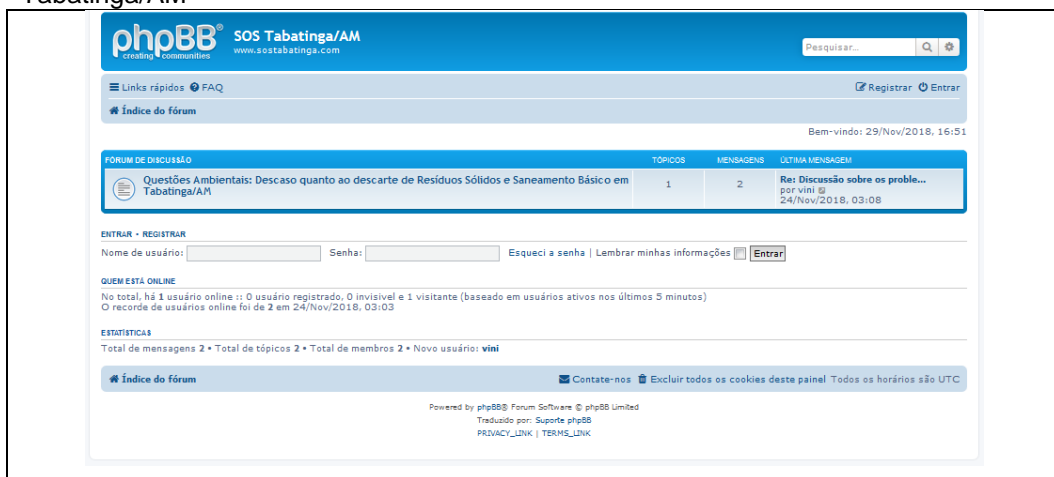 Tabatinga/AM
phpBB®
creating communities
SOS Tabatinga/AM
www.sostabatinga.com
Pesquisar...
Links rápidos FAQ
Registrar Entrar
Índice do fórum
Bem-vindo: 29/Nov/2018, 16:51
FÓRUM DE DISCUSSÃO TÓPICOS MENSAGENS ÚLTIMA MENSAGEM
Questões Ambientais: Descaso quanto ao descarte de Resíduos Sólidos e Saneamento Básico em
Tabatinga/AM
1 2
Re: Discussão sobre os proble...
por vini
24/Nov/2018, 03:08
ENTRAR • REGISTRAR
Nome de usuário: Senha: Esqueci a senha | Lembrar minhas informações Entrar
QUEM ESTÁ ONLINE
No total, há 1 usuário online :: 0 usuário registrado, 0 invisivel e 1 visitante (baseado em usuários ativos nos últimos 5 minutos)
O recorde de usuários online foi de 2 em 24/Nov/2018, 03:03
ESTATÍSTICAS
Total de mensagens 2 • Total de tópicos 2 • Total de membros 2 • Novo usuário: vini
Índice do fórum
Contate-nos Excluir todos os cookies deste painel Todos os horários são UTC
Powered by phpBB® Forum Software © phpBB Limited
Traduzido por: Suporte phpBB
PRIVACY_LINK | TERMS_LINK